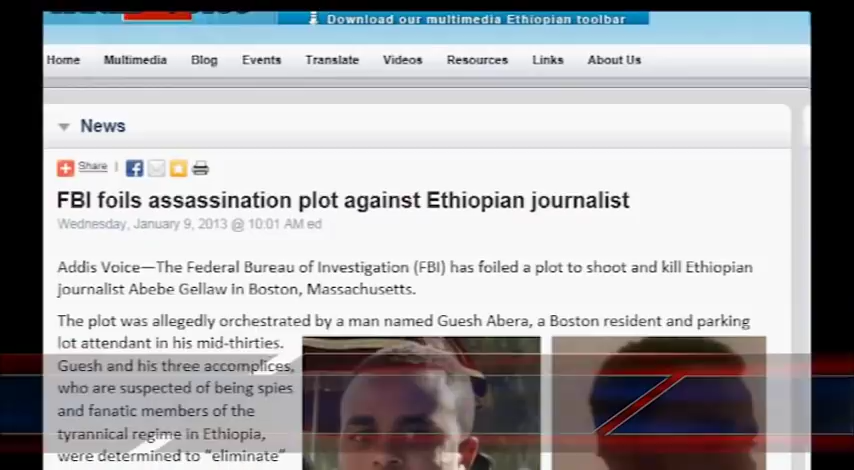 Download our multimedia Ethiopian toolbar
Home Multimedia Blog Events Translate Videos Resources Links About Us
News
Share |
FBI foils assassination plot against Ethiopian journalist
Wednesday, January 9, 2013 @ 10:01 AM ed
Addis Voice—The Federal Bureau of Investigation (FBI) has foiled a plot to shoot and kill Ethiopian
journalist Abebe Gellaw in Boston, Massachusetts.
The plot was allegedly orchestrated by a man named Guesh Abera, a Boston resident and parking
lot attendant in his mid-thirties.
Guesh and his three accomplices,
who are suspected of being spies
and fanatic members of the
tyrannical regime in Ethiopia,
were determined to “eliminate”